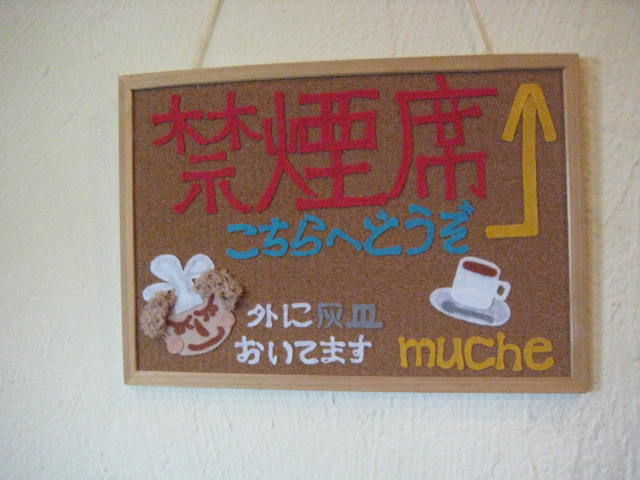 禁煙席
こちらへどうぞ
外に灰皿
おいてます
muche